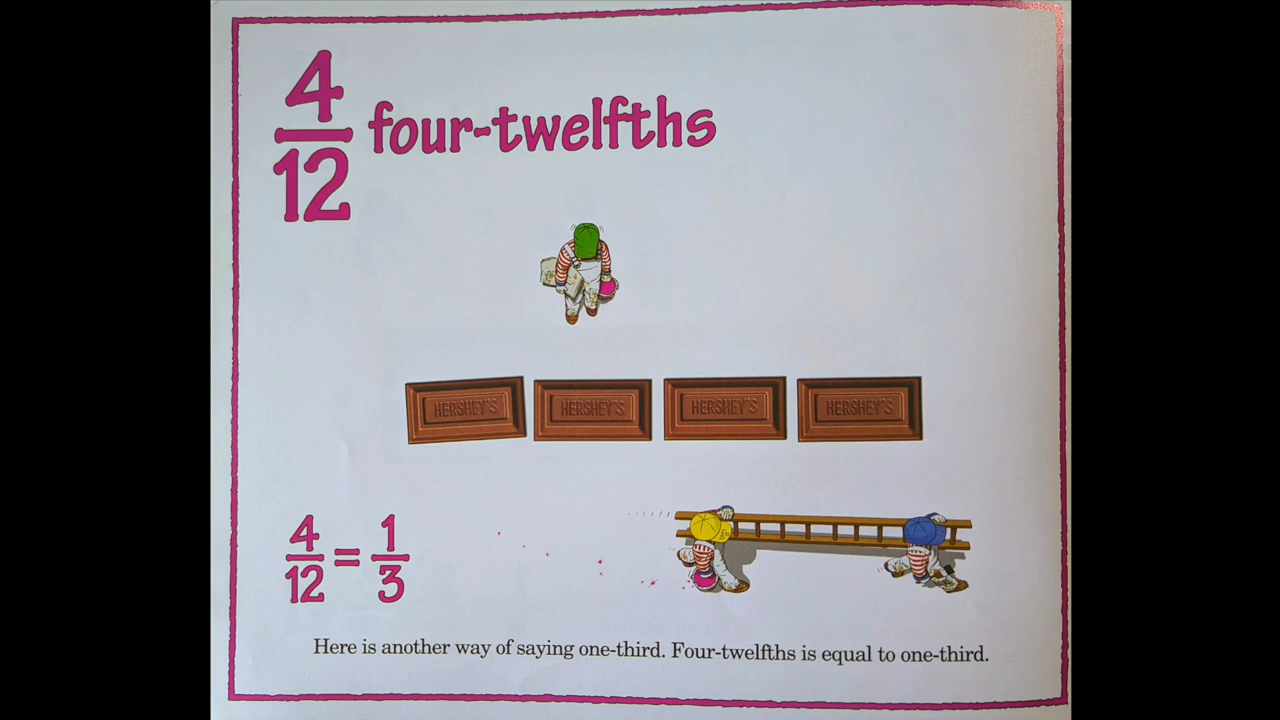 4/12 four-twelfths
HERSHEY'S HERSHEY'S HERSHEY'S HERSHEY'S
4/12 = 1/3
Here is another way of saying one-third. Four-twelfths is equal to one-third.